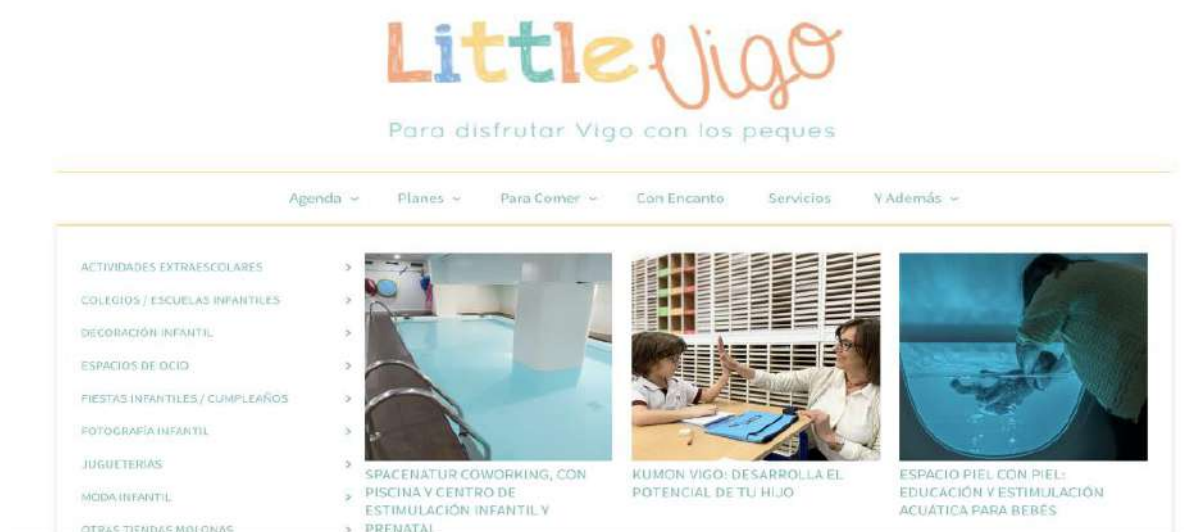 Little Vigo
Para disfrutar Vigo con los peques
Agenda Planes Para Comer Con Encanto Servicios Y Además
ACTIVIDADES EXTRAESCOLARES
COLEGIOS / ESCUELAS INFANTILES
DECORACIÓN INFANTIL
ESPACIOS DE OCIO
FIESTAS INFANTILES / CUMPLEAÑOS
FOTOGRAFÍA INFANTIL
JUGUETERIAS
MODA INFANTIL
OTRAS TIENDAS MOLONAS
SPACENATUR COWORKING, CON
PISCINA Y CENTRO DE
ESTIMULACIÓN INFANTIL Y
PRENATAL
KUMON VIGO: DESARROLLA EL
POTENCIAL DE TU HIJO
ESPACIO PIEL CON PIEL:
EDUCACIÓN Y ESTIMULACIÓN
ACUÁTICA PARA BEBÉS